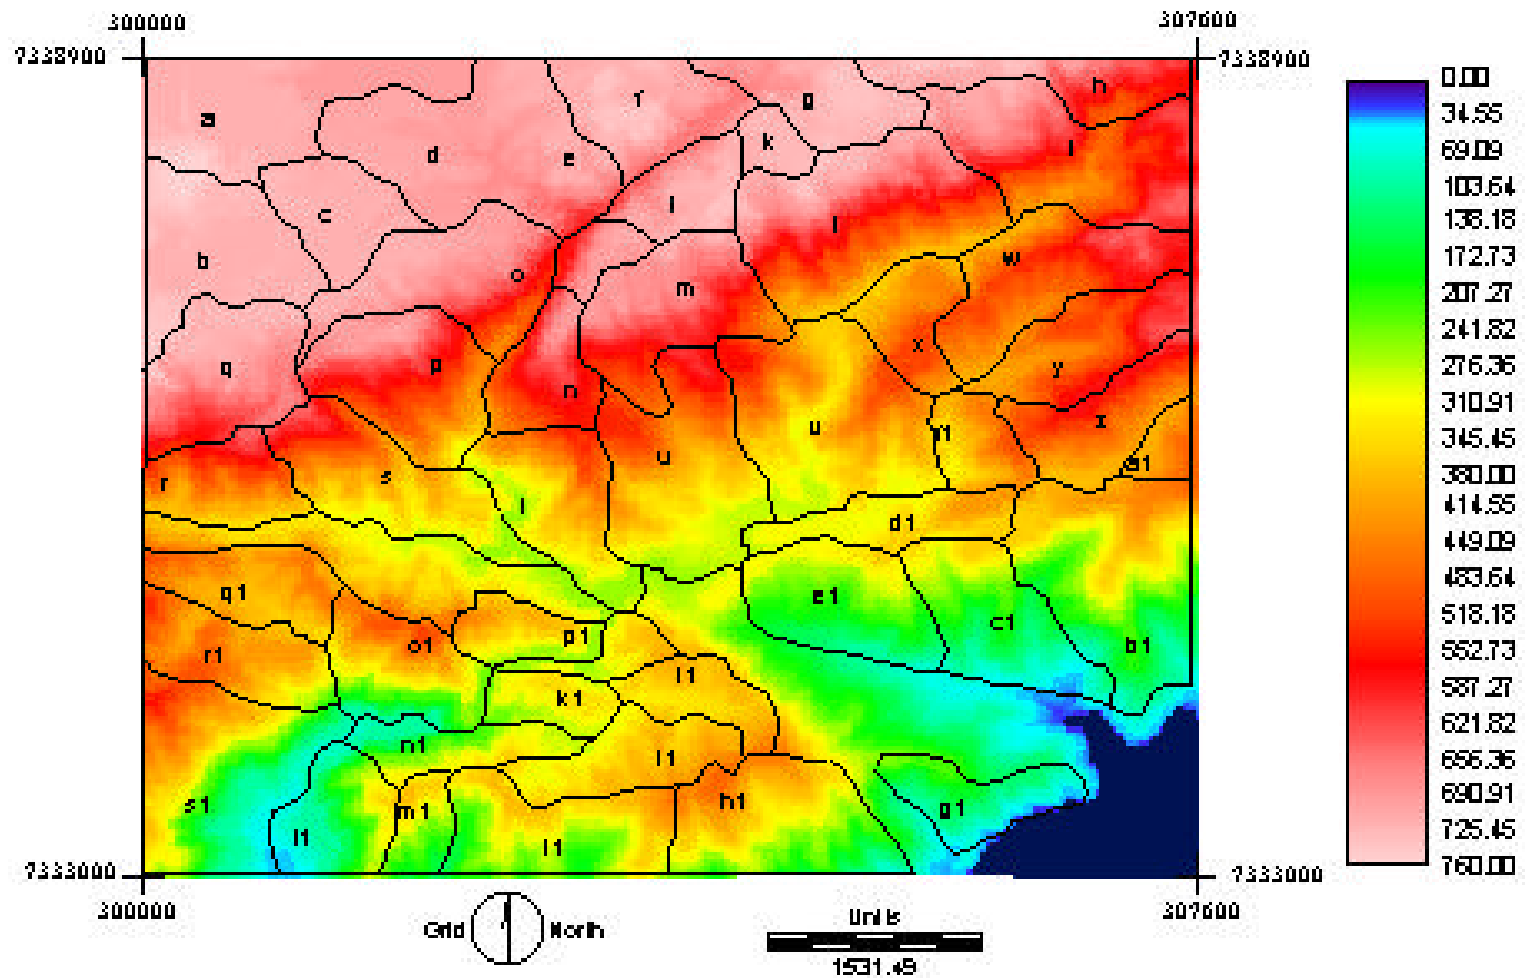 300000
307600
7338900
7338900
h
a
f
g
k
d
e
i
c
l
b
o
w
m
q
p
x
y
n
z
u
u
f1
a1
s
r
d1
q1
e1
c1
p1
o1
r1
b1
k1
n1
h1
s1
m1
g1
7333000
7333000
300000
307600
Grid
North
Units
1531.49
0.00
34.55
69.09
103.64
138.18
172.73
207.27
241.82
276.36
310.91
345.45
380.00
414.55
449.09
483.64
518.18
552.73
587.27
621.82
656.36
690.91
725.45
760.00